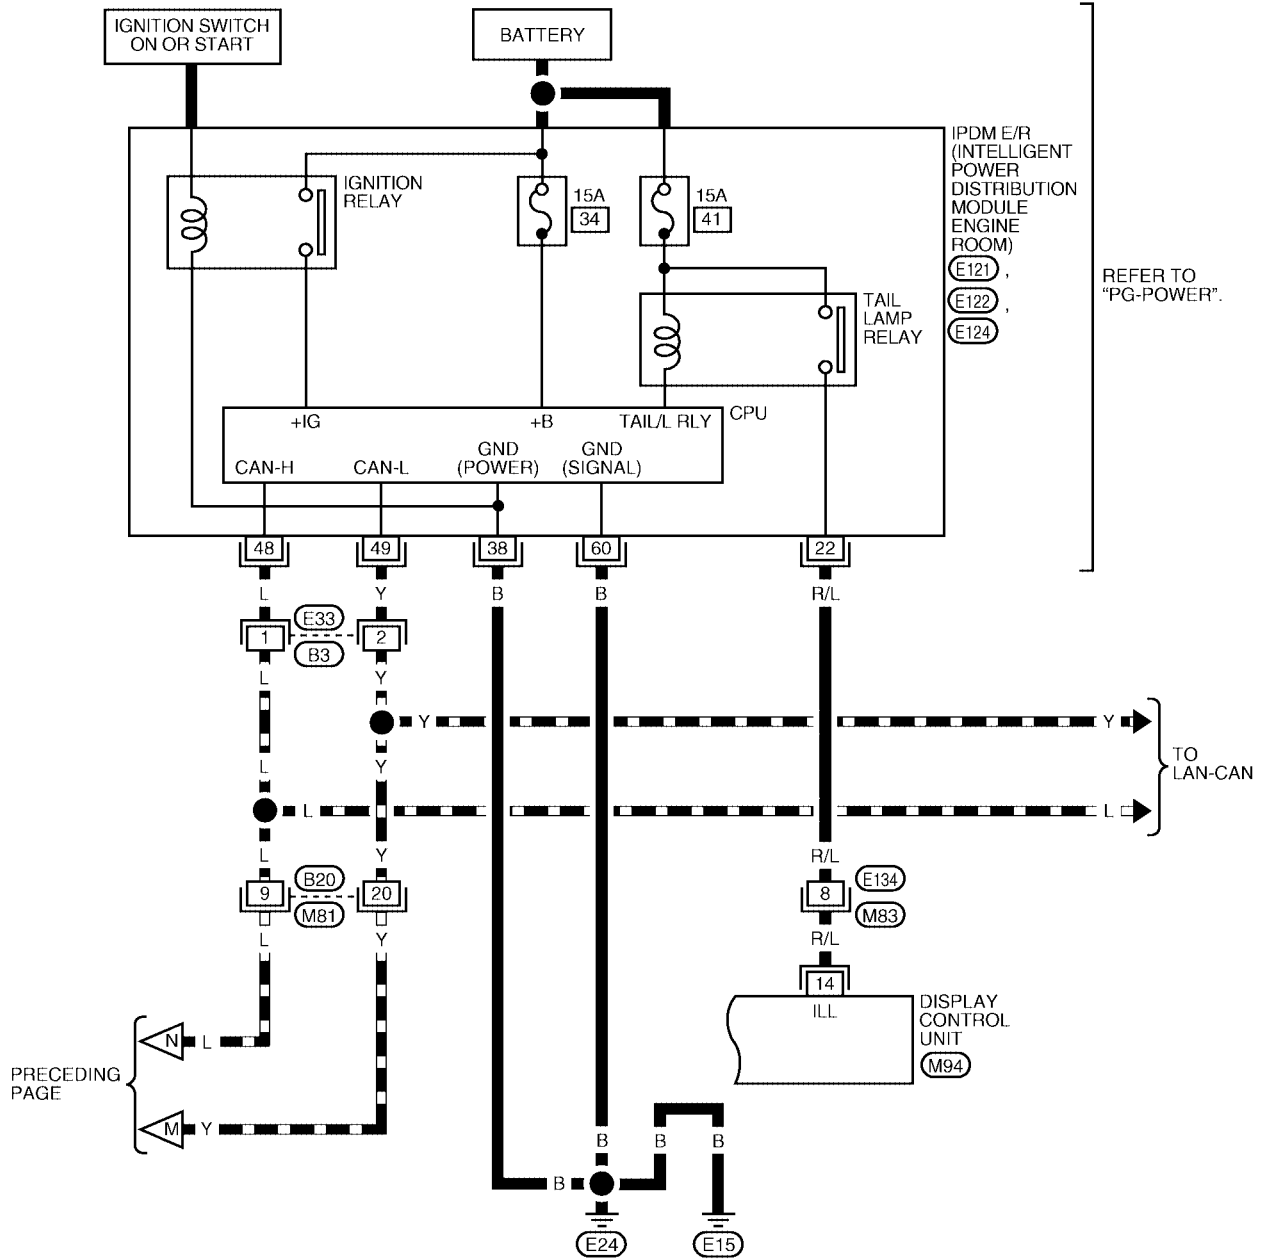 IGNITION SWITCH
ON OR START
BATTERY
IPDM E/R
(INTELLIGENT
POWER
DISTRIBUTION
MODULE
ENGINE
ROOM)
E121 ,
E122 ,
E124
REFER TO
“PG-POWER”.
IGNITION
RELAY
15A
34
15A
41
TAIL
LAMP
RELAY
CPU
+IG
+B
TAIL/L RLY
CAN-H
CAN-L
GND
(POWER)
GND
(SIGNAL)
48
49
38
60
22
L
Y
B
B
R/L
1
E33
B3
2
L
Y
Y
Y
L
Y
TO
LAN-CAN
L
L
L
Y
R/L
9
B20
M81
20
8
E134
M83
L
Y
R/L
14
ILL
DISPLAY
CONTROL
UNIT
M94
N
L
PRECEDING
PAGE
M
Y
B
B
B
B
E24
E15